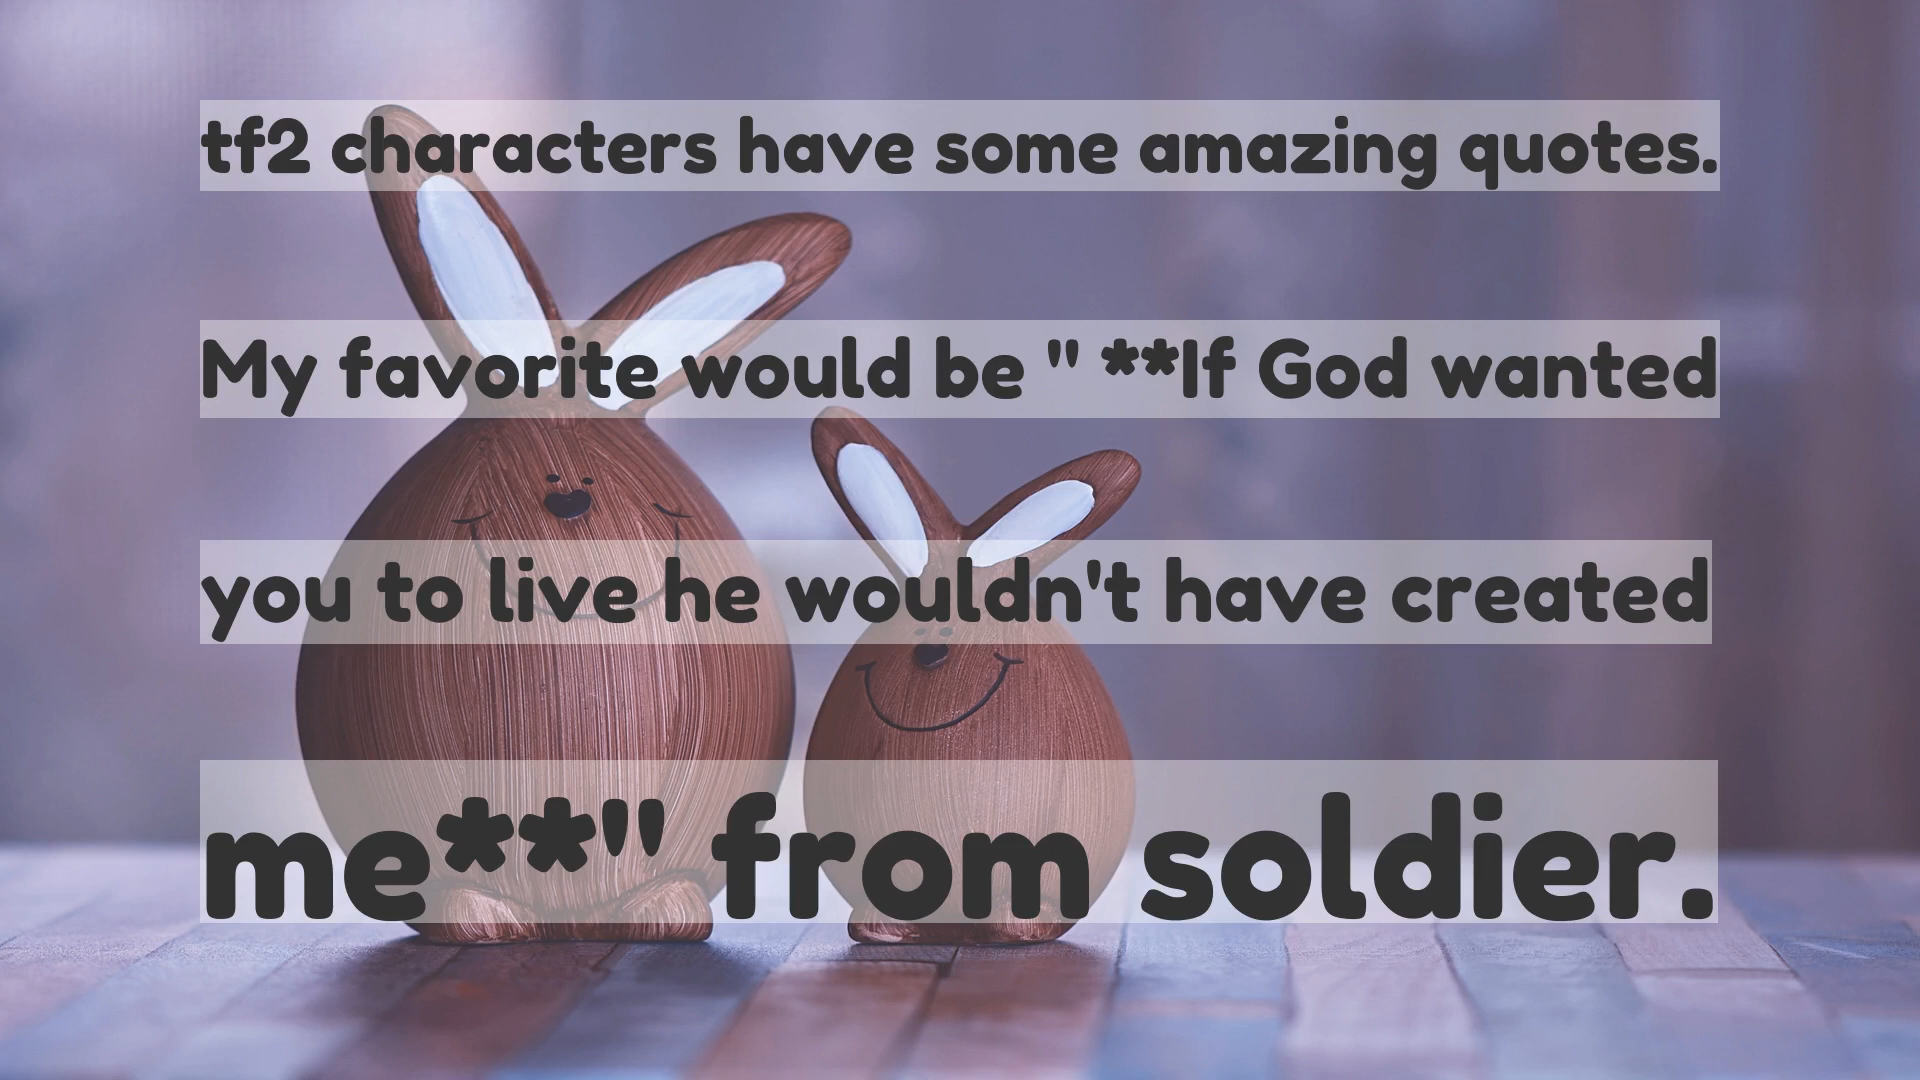 tf2 characters have some amazing quotes.
My favorite would be " **If God wanted
you to live he wouldn't have created
me**" from soldier.